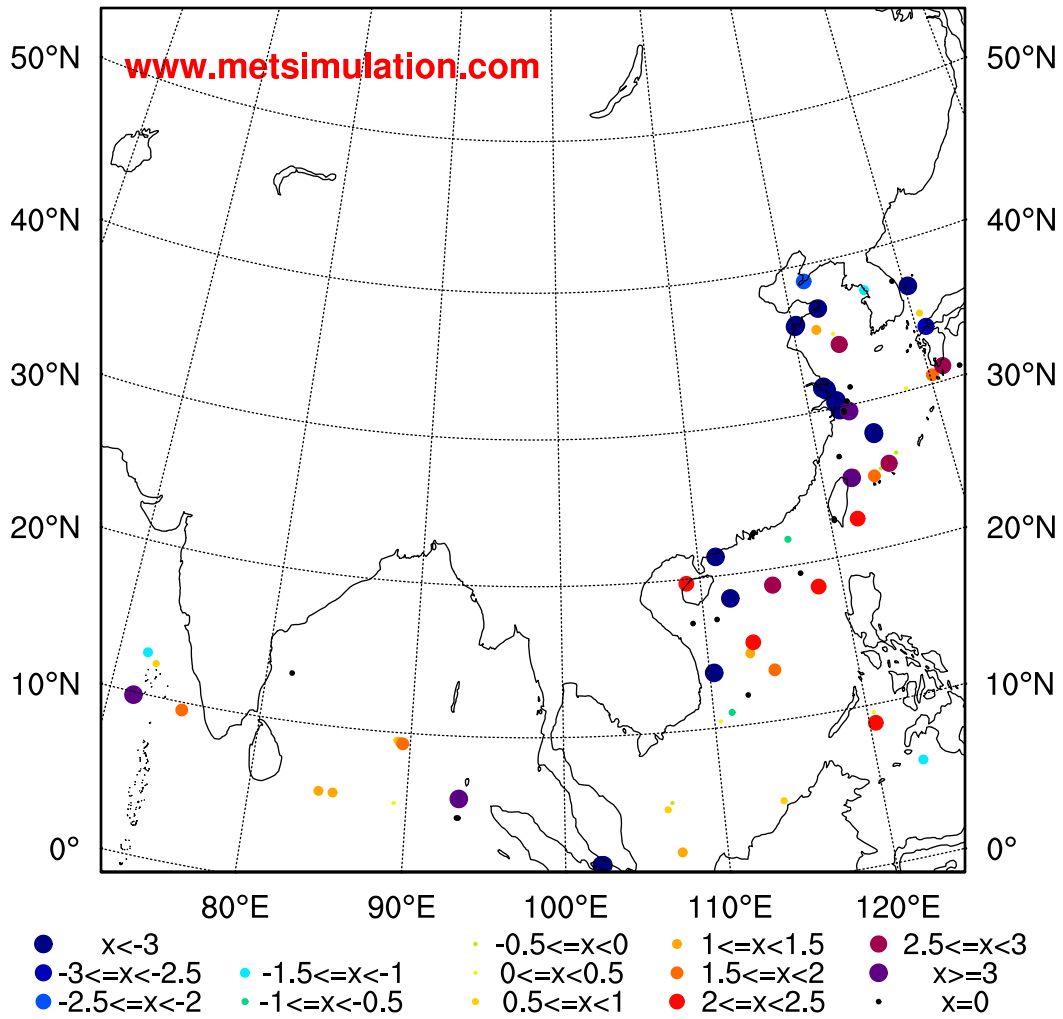 www.metsimulation.com
50°N 50°N
40°N 40°N
30°N 30°N
20°N 20°N
10°N 10°N
0° 0°
80°E 90°E 100°E 110°E 120°E
x<-3 -0.5<=x<0 1<=x<1.5 2.5<=x<3
-3<=x<-2.5 -1.5<=x<-1 0<=x<0.5 1.5<=x<2 x>=3
-2.5<=x<-2 -1<=x<-0.5 0.5<=x<1 2<=x<2.5 x=0